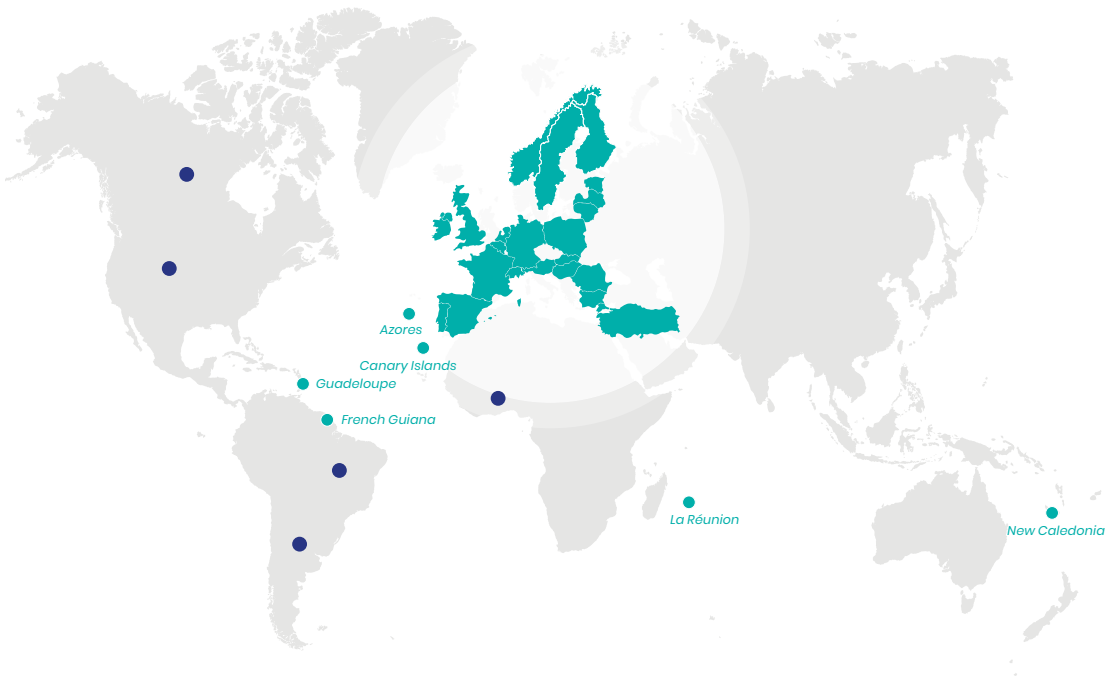 Azores
Canary Islands
Guadeloupe
French Guiana
La Réunion
New Caledonia